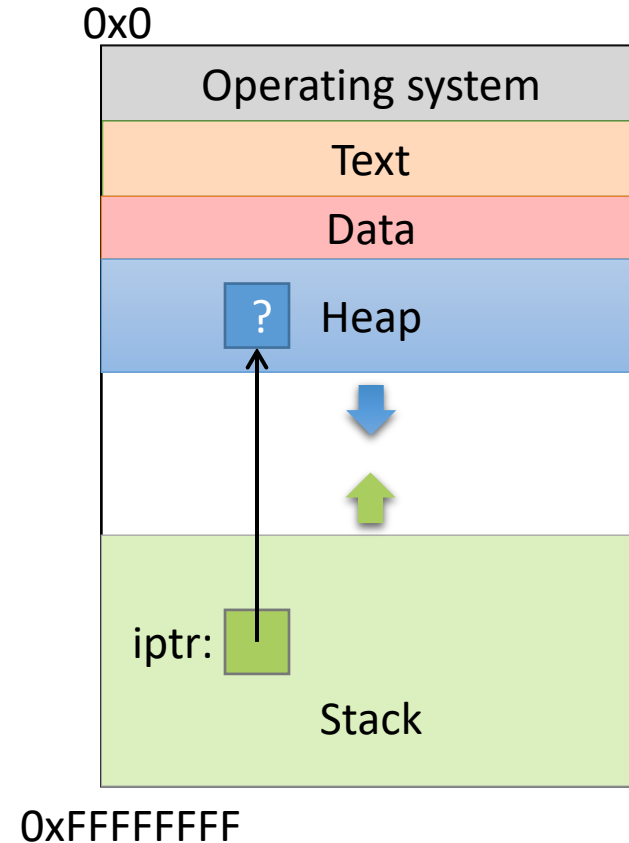 0x0
Operating system
Text
Data
?
Heap
iptr:
Stack
0xFFFFFFFF